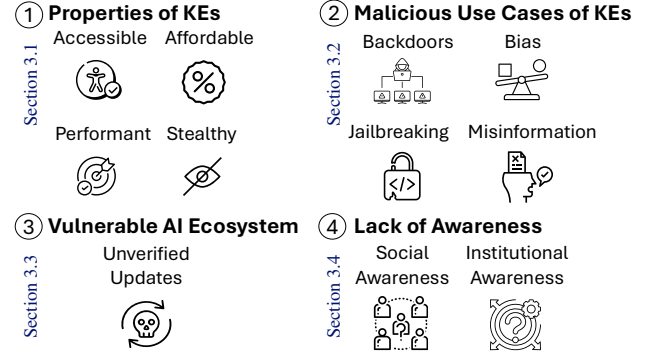 1 Properties of KEs
Section 3.1
Accessible Affordable
Performant Stealthy
2 Malicious Use Cases of KEs
Section 3.2
Backdoors Bias
Jailbreaking Misinformation
3 Vulnerable AI Ecosystem
Section 3.3
Unverified
Updates
4 Lack of Awareness
Section 3.4
Social
Awareness
Institutional
Awareness